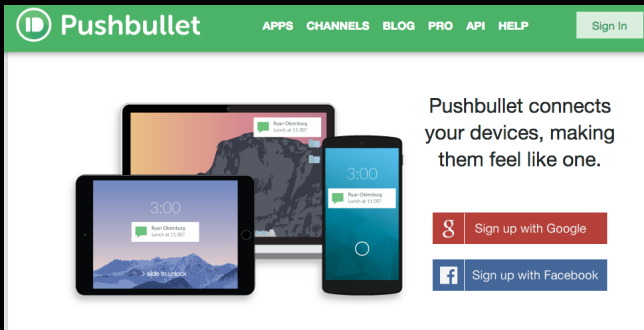 Pushbullet
APPS CHANNELS BLOG PRO API HELP
Sign In
Pushbullet connects
your devices, making
them feel like one.
Ryan Oldenburg
Lunch at 11:30?
3:00
Ryan Oldenburg
Lunch at 11:30?
> slide to unlock
3:00
Ryan Oldenburg
Lunch at 11:30?
g Sign up with Google
f Sign up with Facebook